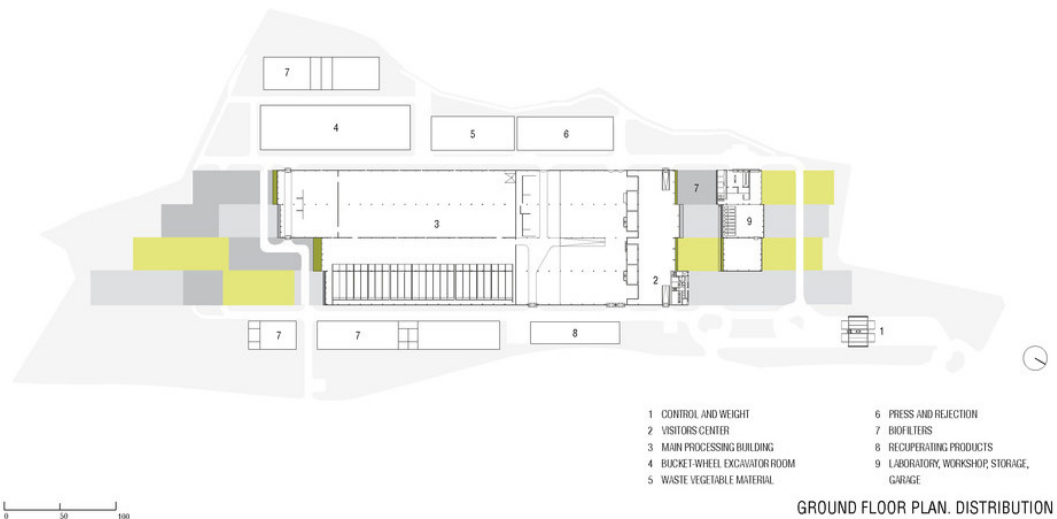 7
4
5
6
7
9
3
2
7
7
8
1
1 CONTROL AND WEIGHT
2 VISITORS CENTER
3 MAIN PROCESSING BUILDING
4 BUCKET-WHEEL EXCAVATOR ROOM
5 WASTE VEGETABLE MATERIAL
6 PRESS AND REJECTION
7 BIOFILTERS
8 RECUPERATING PRODUCTS
9 LABORATORY, WORKSHOP, STORAGE,
GARAGE
0 50 100
GROUND FLOOR PLAN. DISTRIBUTION